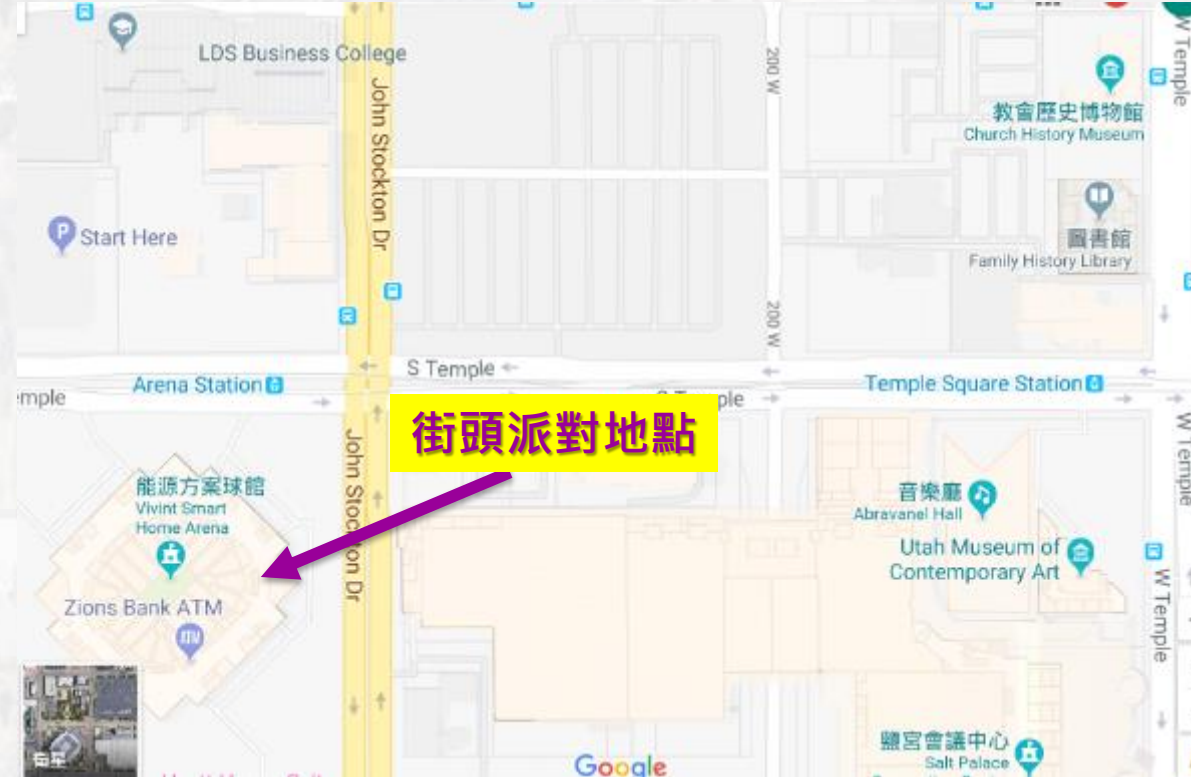 LDS Business College
John Stockton Dr
200 W
W Temple
教會歷史博物館
Church History Museum
Start Here
圖書館
Family History Library
200 W
S Temple
Arena Station
Temple Square Station
街頭派對地點
W Temple
能源方案球館
Vivint Smart
Home Arena
John Stockton Dr
音樂廳
Abravanel Hall
Utah Museum of
Contemporary Art
Zions Bank ATM
W Temple
鹽宮會議中心
Salt Palace
Google